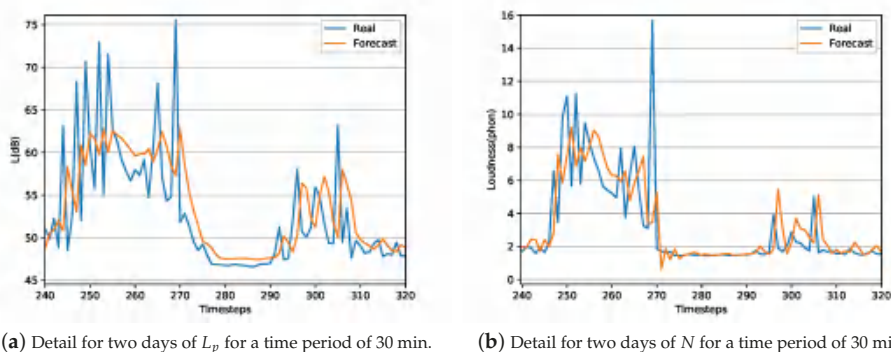 75
70
65
60
55
50
45
L(dB)
240 250 260 270 280 290 300 310 320
Timesteps
Real
Forecast
16
14
12
10
8
6
4
2
0
Loudness(phon)
240 250 260 270 280 290 300 310 320
Timesteps
Real
Forecast
(a) Detail for two days of Lp for a time period of 30 min.
(b) Detail for two days of N for a time period of 30 mi